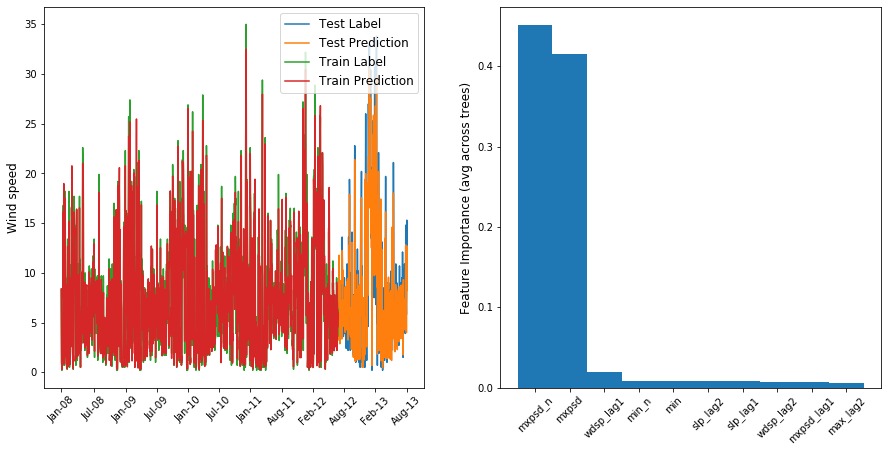 Test Label
Test Prediction
Train Label
Train Prediction
Wind speed
35
30
25
20
15
10
5
0
Jan-08
Jul-08
Jan-09
Jul-09
Jan-10
Jul-10
Jan-11
Aug-11
Feb-12
Aug-12
Feb-13
Aug-13
Feature Importance (avg across trees)
0.4
0.3
0.2
0.1
0.0
mxpsd_n
mxpsd
wdsp_lag1
min_n
min
slp_lag2
slp_lag1
wdsp_lag2
mxpsd_lag1
max_lag2